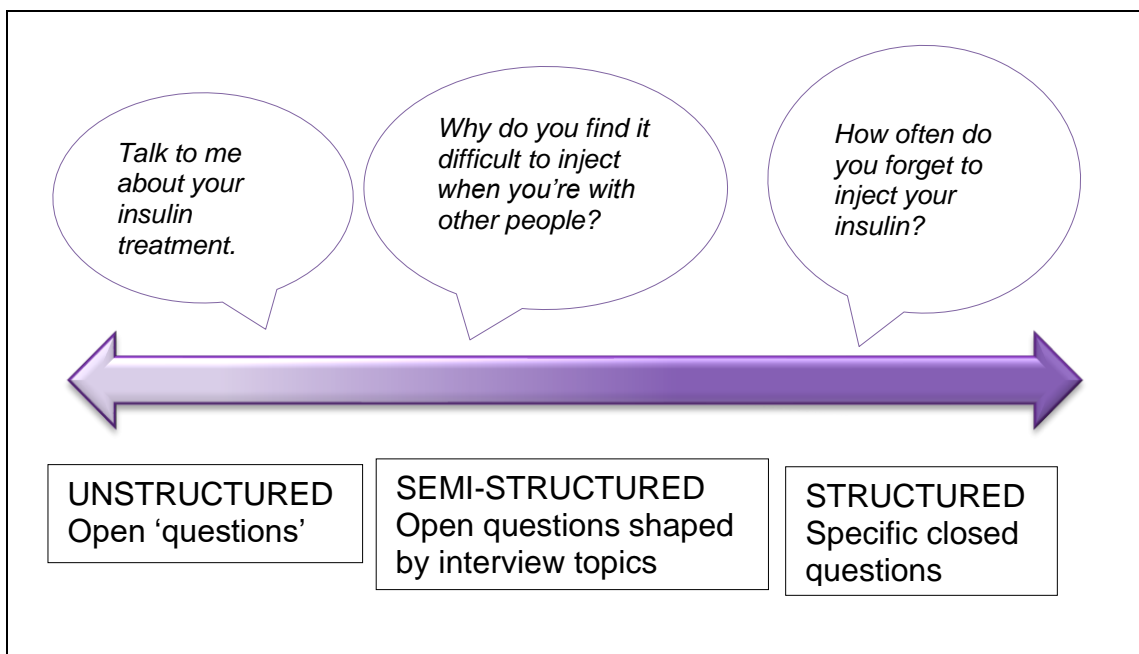 Talk to me
about your
insulin
treatment.
Why do you find it
difficult to inject
when you’re with
other people?
How often do
you forget to
inject your
insulin?
UNSTRUCTURED
Open ‘questions’
SEMI-STRUCTURED
Open questions shaped
by interview topics
STRUCTURED
Specific closed
questions